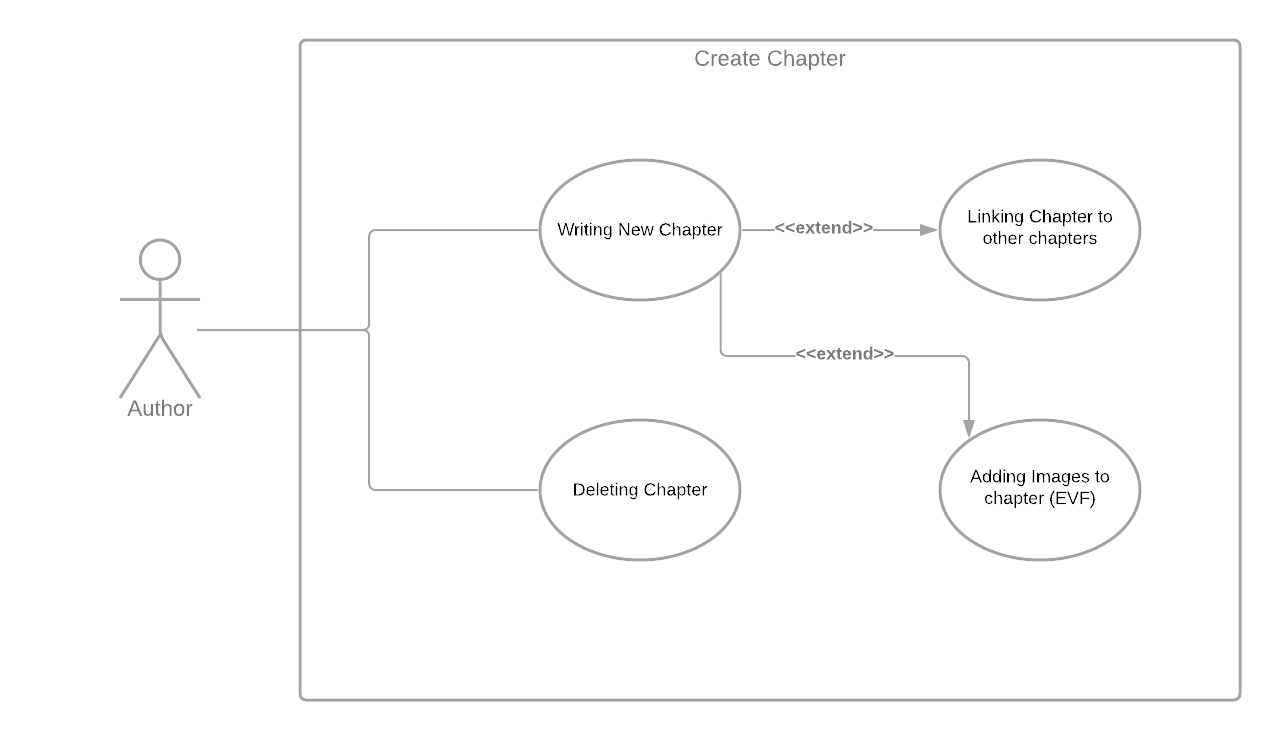 Create Chapter
Writing New Chapter
<<extend>>
Linking Chapter to
other chapters
<<extend>>
Author
Deleting Chapter
Adding Images to
chapter (EVF)